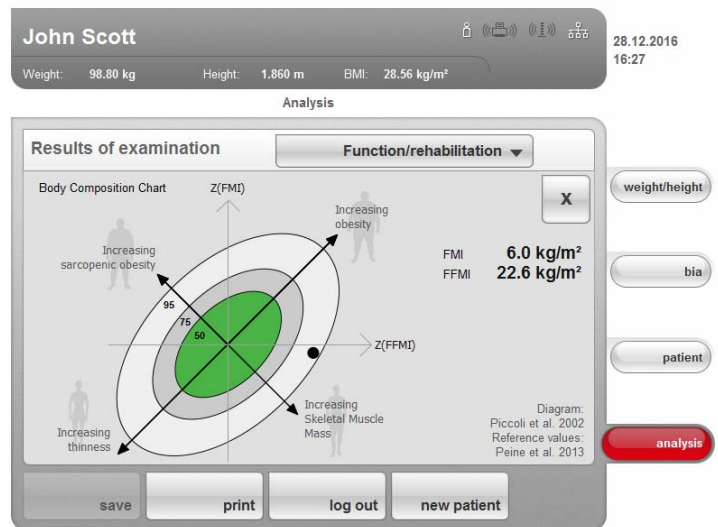 John Scott
Weight: 98.80 kg Height: 1.860 m BMI: 28.56 kg/m²
28.12.2016
16:27
Analysis
Results of examination
Function/rehabilitation
Body Composition Chart
Z(FMI)
X
Increasing
obesity
Increasing
sarcopenic obesity
FMI 6.0 kg/m²
FFMI 22.6 kg/m²
95
75
50
Z(FFMI)
Increasing
Skeletal Muscle
Mass
Increasing
thinness
Diagram:
Piccoli et al. 2002
Reference values:
Peine et al. 2013
weight/height
bia
patient
analysis
save
print
log out
new patient